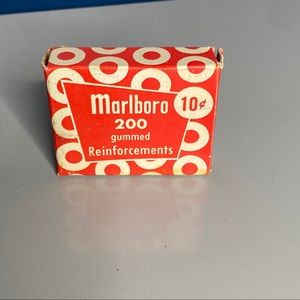 Marlboro 10¢
200
gummed
Reinforcements